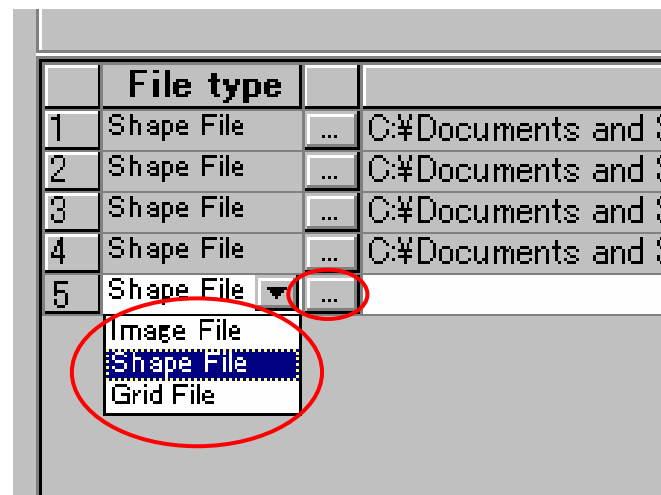 File type
1 Shape File ... C:¥Documents and
2 Shape File ... C:¥Documents and
3 Shape File ... C:¥Documents and
4 Shape File ... C:¥Documents and
5 Shape File ...
Image File
Shape File
Grid File